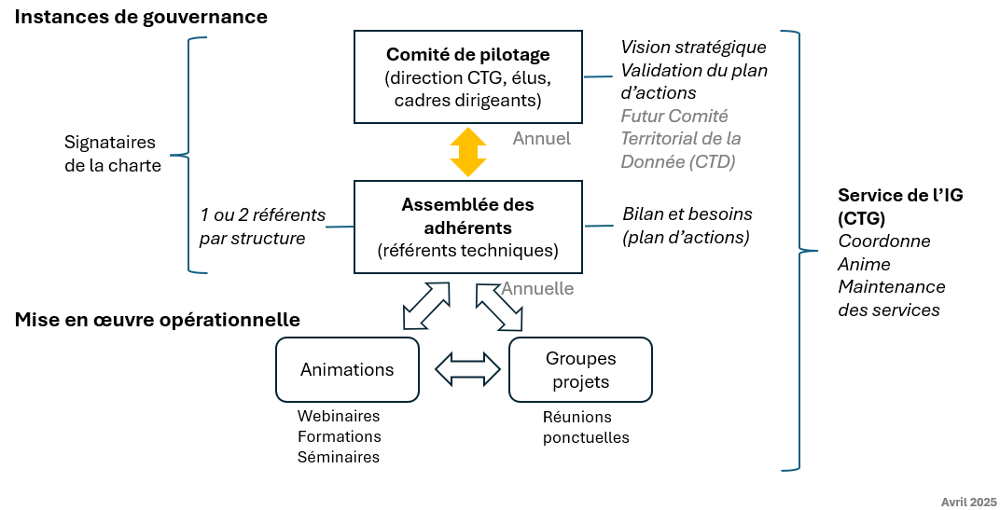 Instances de gouvernance
Comité de pilotage
(direction CTG, élus,
cadres dirigeants)
Vision stratégique
Validation du plan
d’actions
Futur Comité
Territorial de la
Donnée (CTD)
Annuel
Signataires
de la charte
1 ou 2 référents
par structure
Assemblée des
adhérents
(référents techniques)
Bilan et besoins
(plan d’actions)
Service de l’IG
(CTG)
Coordonne
Anime
Maintenance
des services
Annuelle
Mise en œuvre opérationnelle
Animations
Groupes
projets
Webinaires
Formations
Séminaires
Réunions
ponctuelles
Avril 2025